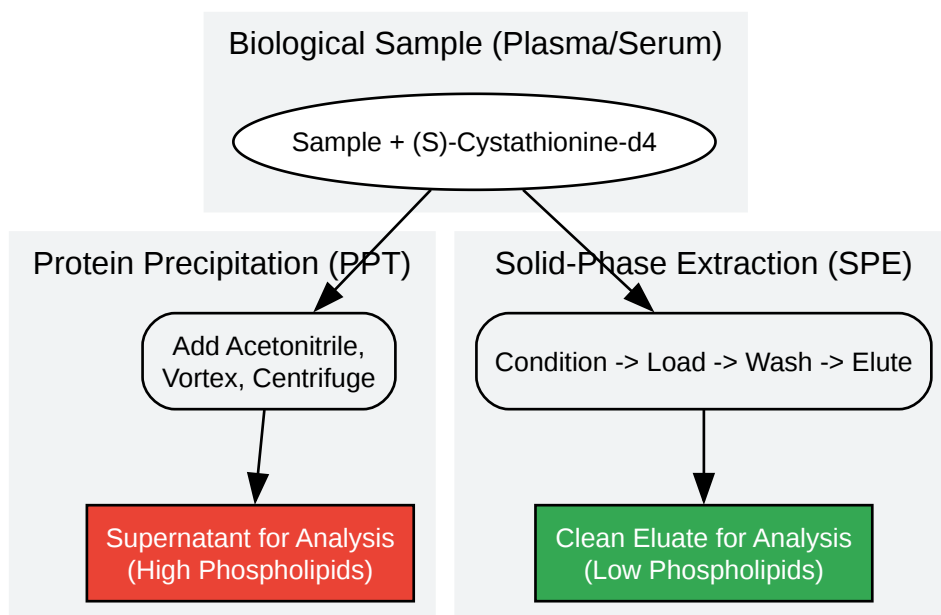 Biological Sample (Plasma/Serum)
Sample + (S)-Cystathionine-d4
Protein Precipitation (PPT)
Add Acetonitrile,
Vortex, Centrifuge
Supernatant for Analysis
(High Phospholipids)
Solid-Phase Extraction (SPE)
Condition -> Load -> Wash -> Elute
Clean Eluate for Analysis
(Low Phospholipids)